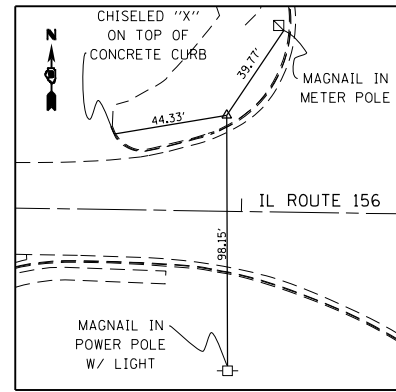 CHISELED "X"
ON TOP OF
CONCRETE CURB
N
39.77'
MAGNAIL IN
METER POLE
44.33'
IL ROUTE 156
98.15'
MAGNAIL IN
POWER POLE
W/ LIGHT